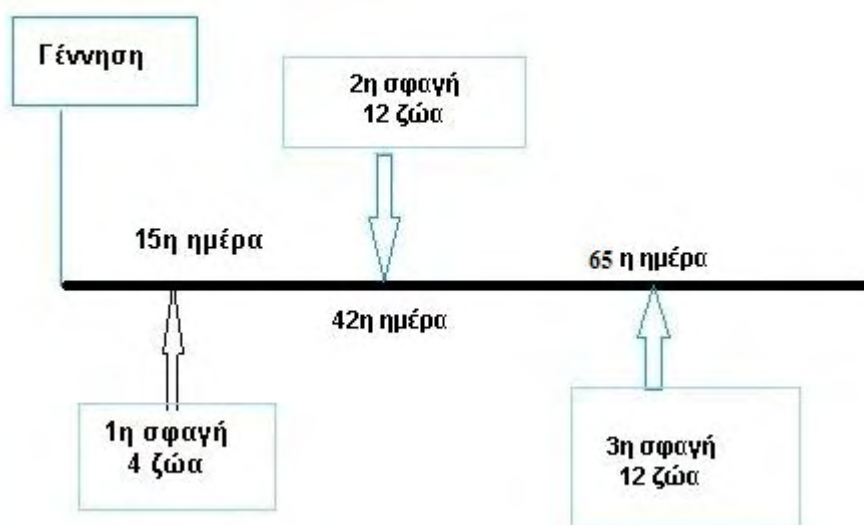 Γέννηση
2η σφαγή
12 ζώα
15η ημέρα
65 η ημέρα
42η ημέρα
1η σφαγή
4 ζώα
3η σφαγή
12 ζώα